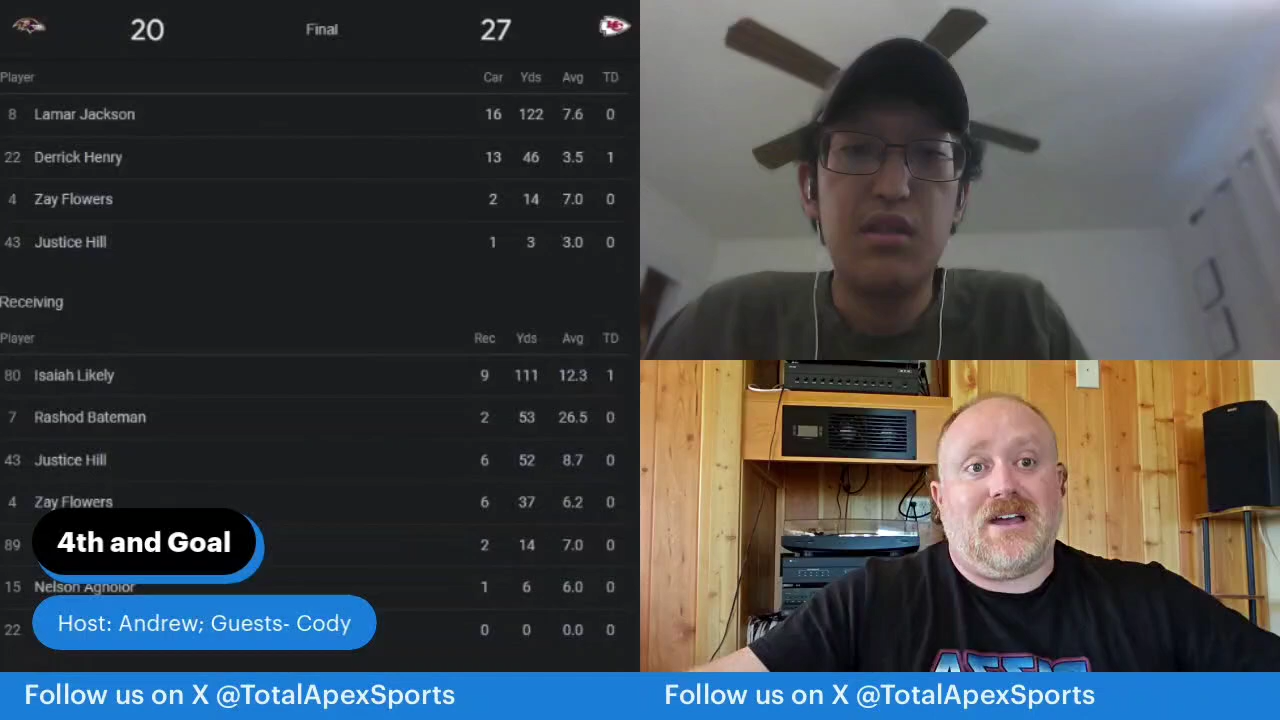 20 Final 27
Player Car Yds Avg TD
8 Lamar Jackson 16 122 7.6 0
22 Derrick Henry 13 46 3.5 1
4 Zay Flowers 2 14 7.0 0
43 Justice Hill 1 3 3.0 0
Receiving
Player Rec Yds Avg TD
80 Isaiah Likely 9 111 12.3 1
7 Rashod Bateman 2 53 26.5 0
43 Justice Hill 6 52 8.7 0
4 Zay Flowers 6 37 6.2 0
89 2 14 7.0 0
15 Nelson Agholor 1 6 6.0 0
22 0 0 0.0 0
4th and Goal
Host: Andrew; Guests- Cody
Follow us on X @TotalApexSports
Follow us on X @TotalApexSports